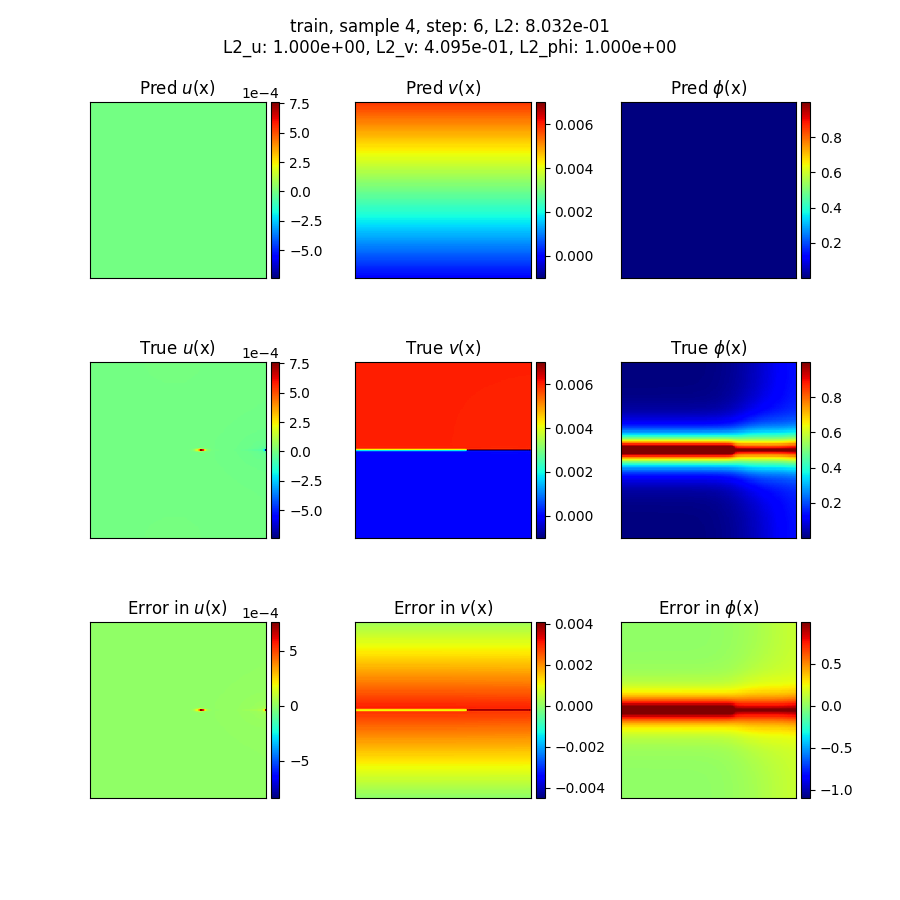 train, sample 4, step: 6, L2: 8.032e-01
L2_u: 1.000e+00, L2_v: 4.095e-01, L2_phi: 1.000e+00
Pred u(x)
1e−4
7.5
5.0
2.5
0.0
−2.5
−5.0
Pred v(x)
0.006
0.004
0.002
0.000
Pred ϕ(x)
0.8
0.6
0.4
0.2
True u(x)
1e−4
7.5
5.0
2.5
0.0
−2.5
−5.0
True v(x)
0.006
0.004
0.002
0.000
True ϕ(x)
0.8
0.6
0.4
0.2
Error in u(x)
1e−4
5
0
−5
Error in v(x)
0.004
0.002
0.000
−0.002
−0.004
Error in ϕ(x)
0.5
0.0
−0.5
−1.0